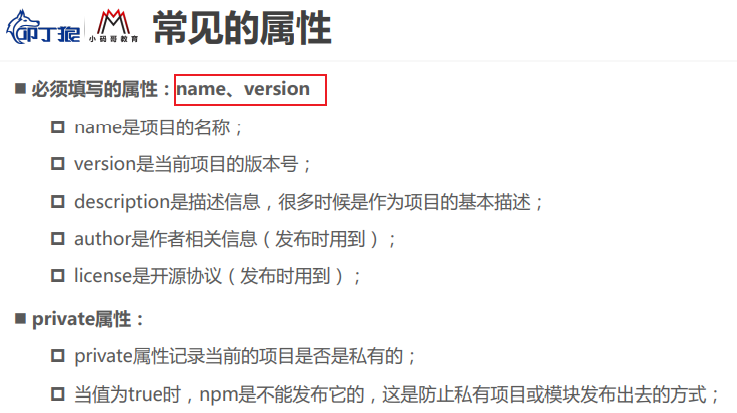 叩丁狼
小码哥教育
常见的属性
■ 必须填写的属性：name、version
name是项目的名称；
version是当前项目的版本号；
description是描述信息，很多时候是作为项目的基本描述；
author是作者相关信息（发布时用到）；
license是开源协议（发布时用到）；
■ private属性：
private属性记录当前的项目是否是私有的；
当值为true时，npm是不能发布它的，这是防止私有项目或模块发布出去的方式；